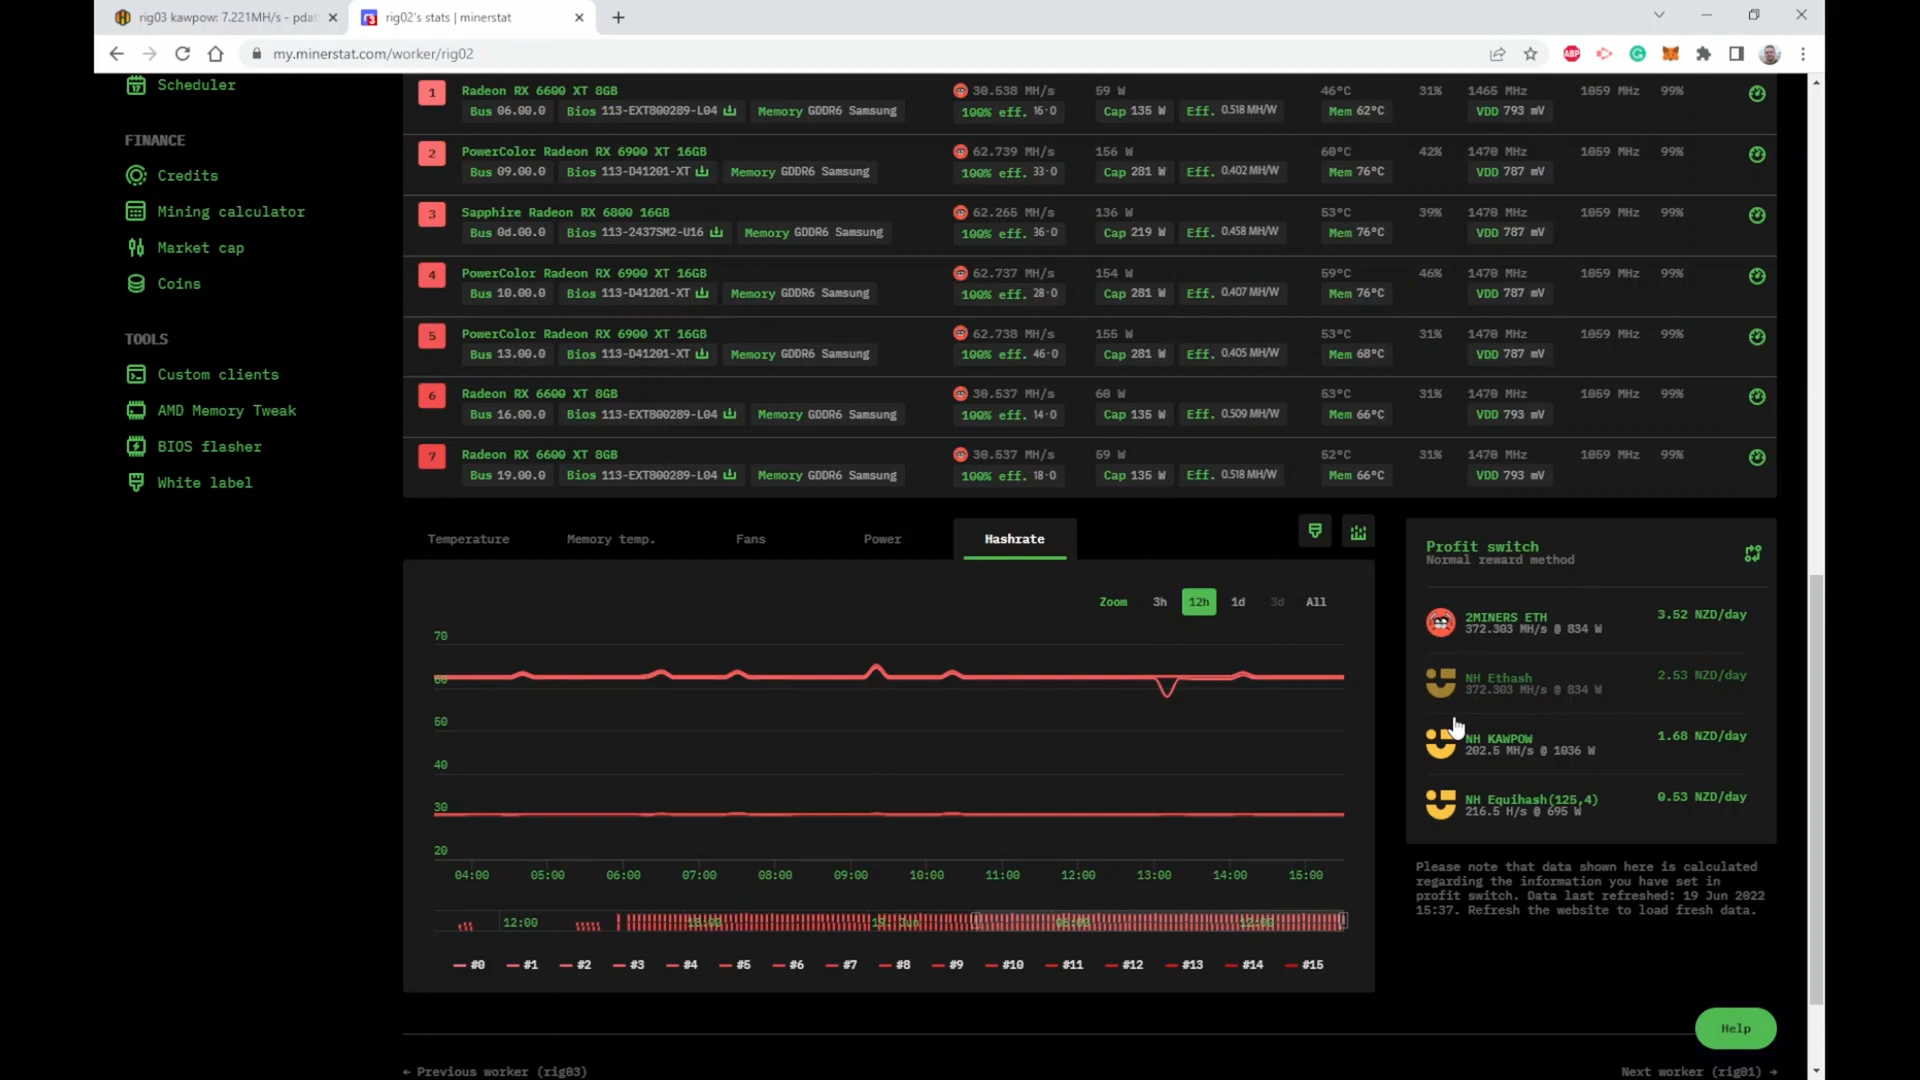 rig03 kawpow: 7.221MH/s - pdat
rig02's stats | minerstat
my.minerstat.com/worker/rig02
ABP
Scheduler
FINANCE
Credits
Mining calculator
Market cap
Coins
TOOLS
Custom clients
AMD Memory Tweak
BIOS flasher
White label
1 Radeon RX 6600 XT 8GB 30.538 MH/s 59 W 46°C 31% 1465 MHz 1059 MHz 99%
Bus 06.00.0 Bios 113-EXT800289-L04 Memory GDDR6 Samsung 100% eff. 16·0 Cap 135 W Eff. 0.518 MH/W Mem 62°C VDD 793 mV
2 PowerColor Radeon RX 6900 XT 16GB 62.739 MH/s 156 W 60°C 42% 1470 MHz 1059 MHz 99%
Bus 09.00.0 Bios 113-D41201-XT Memory GDDR6 Samsung 100% eff. 33·0 Cap 281 W Eff. 0.402 MH/W Mem 76°C VDD 787 mV
3 Sapphire Radeon RX 6800 16GB 62.265 MH/s 136 W 53°C 39% 1470 MHz 1059 MHz 99%
Bus 0d.00.0 Bios 113-2437SM2-U16 Memory GDDR6 Samsung 100% eff. 36·0 Cap 219 W Eff. 0.458 MH/W Mem 76°C VDD 787 mV
4 PowerColor Radeon RX 6900 XT 16GB 62.737 MH/s 154 W 59°C 46% 1470 MHz 1059 MHz 99%
Bus 10.00.0 Bios 113-D41201-XT Memory GDDR6 Samsung 100% eff. 28·0 Cap 281 W Eff. 0.407 MH/W Mem 76°C VDD 787 mV
5 PowerColor Radeon RX 6900 XT 16GB 62.738 MH/s 155 W 53°C 31% 1470 MHz 1059 MHz 99%
Bus 13.00.0 Bios 113-D41201-XT Memory GDDR6 Samsung 100% eff. 46·0 Cap 281 W Eff. 0.405 MH/W Mem 68°C VDD 787 mV
6 Radeon RX 6600 XT 8GB 30.537 MH/s 60 W 53°C 31% 1470 MHz 1059 MHz 99%
Bus 16.00.0 Bios 113-EXT800289-L04 Memory GDDR6 Samsung 100% eff. 14·0 Cap 135 W Eff. 0.509 MH/W Mem 66°C VDD 793 mV
7 Radeon RX 6600 XT 8GB 30.537 MH/s 59 W 52°C 31% 1470 MHz 1059 MHz 99%
Bus 19.00.0 Bios 113-EXT800289-L04 Memory GDDR6 Samsung 100% eff. 18·0 Cap 135 W Eff. 0.518 MH/W Mem 66°C VDD 793 mV
Temperature Memory temp. Fans Power Hashrate
Zoom 3h 12h 1d 3d All
70
60
50
40
30
20
04:00 05:00 06:00 07:00 08:00 09:00 10:00 11:00 12:00 13:00 14:00 15:00
12:00 18:00 19. Jun 06:00 12:00
#0 #1 #2 #3 #4 #5 #6 #7 #8 #9 #10 #11 #12 #13 #14 #15
Profit switch
Normal reward method
2MINERS ETH 3.52 NZD/day
372.303 MH/s @ 834 W
NH Ethash 2.53 NZD/day
372.303 MH/s @ 834 W
NH KAWPOW 1.68 NZD/day
202.5 MH/s @ 1036 W
NH Equihash(125,4) 0.53 NZD/day
216.5 H/s @ 695 W
Please note that data shown here is calculated
regarding the information you have set in
profit switch. Data last refreshed: 19 Jun 2022
15:37. Refresh the website to load fresh data.
Help
← Previous worker (rig03)
Next worker (rig01) →